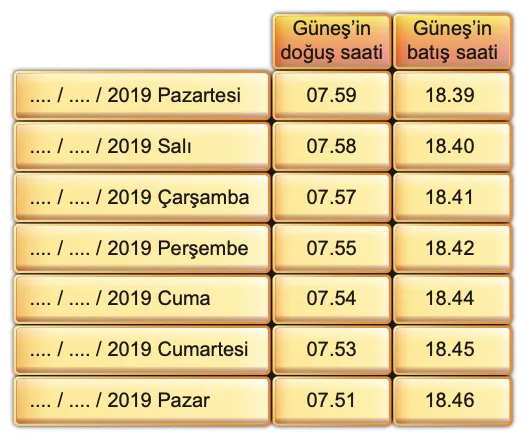 Güneş’in
doğuş saati
Güneş’in
batış saati
.... / .... / 2019 Pazartesi 07.59 18.39
.... / .... / 2019 Salı 07.58 18.40
.... / .... / 2019 Çarşamba 07.57 18.41
.... / .... / 2019 Perşembe 07.55 18.42
.... / .... / 2019 Cuma 07.54 18.44
.... / .... / 2019 Cumartesi 07.53 18.45
.... / .... / 2019 Pazar 07.51 18.46